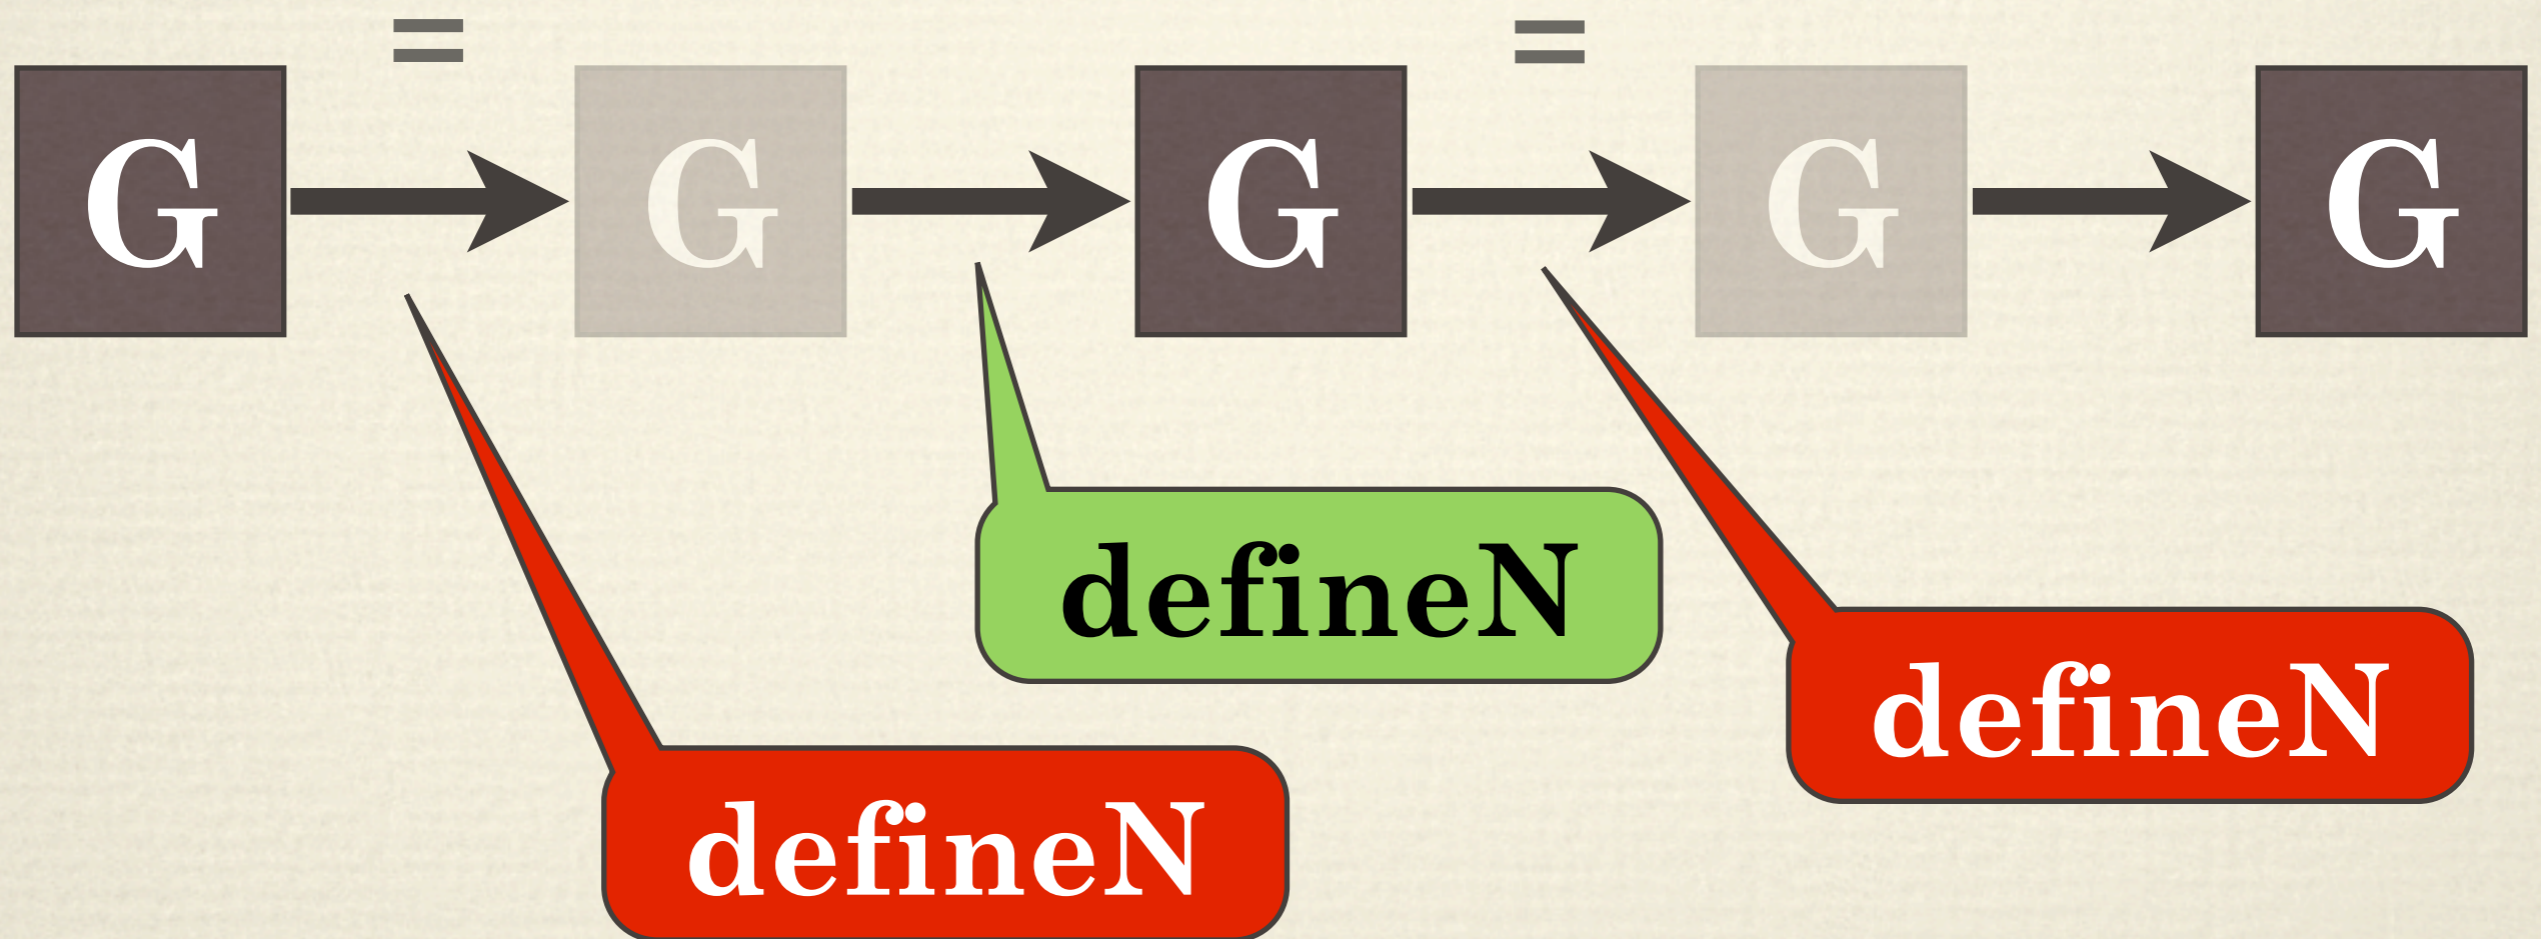 = =
G G G G G
defineN
defineN
defineN